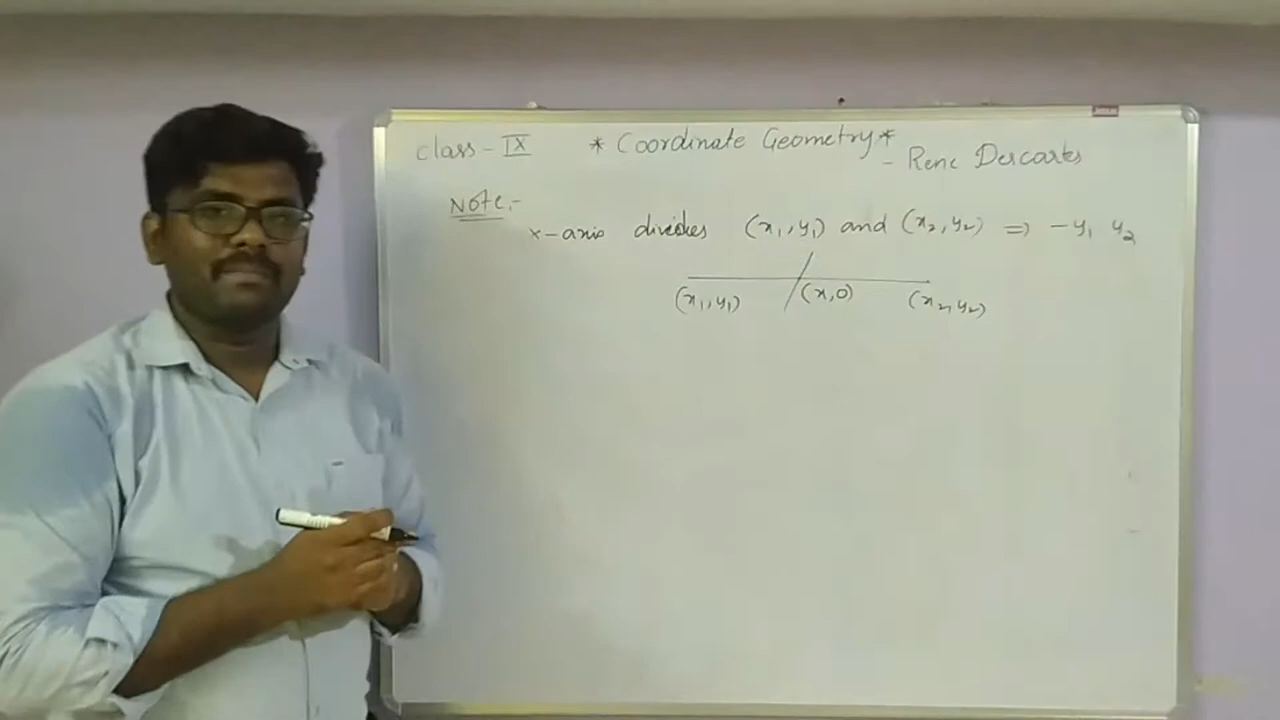 class - IX * Coordinate Geometry *
- Rene Descartes
Note:-
x-axis divides (x₁, y₁) and (x₂, y₂) ⇒ -y₁ y₂
(x₁, y₁) (x, 0) (x₂, y₂)